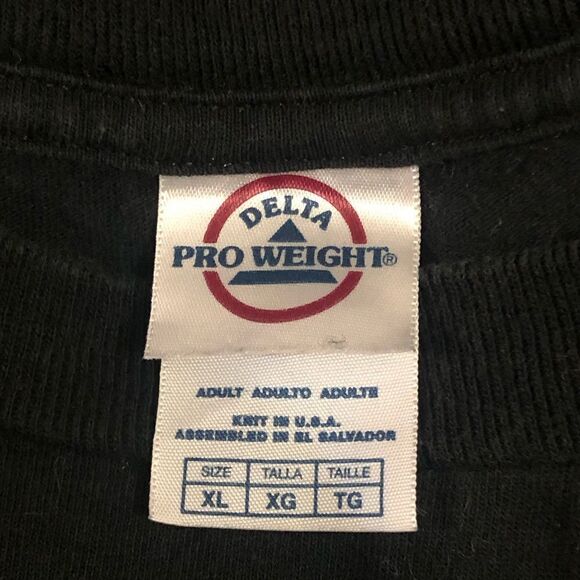 DELTA
PRO WEIGHT®
ADULT ADULTO ADULTE
KNIT IN U.S.A.
ASSEMBLED IN EL SALVADOR
SIZE TALLA TAILLE
XL XG TG